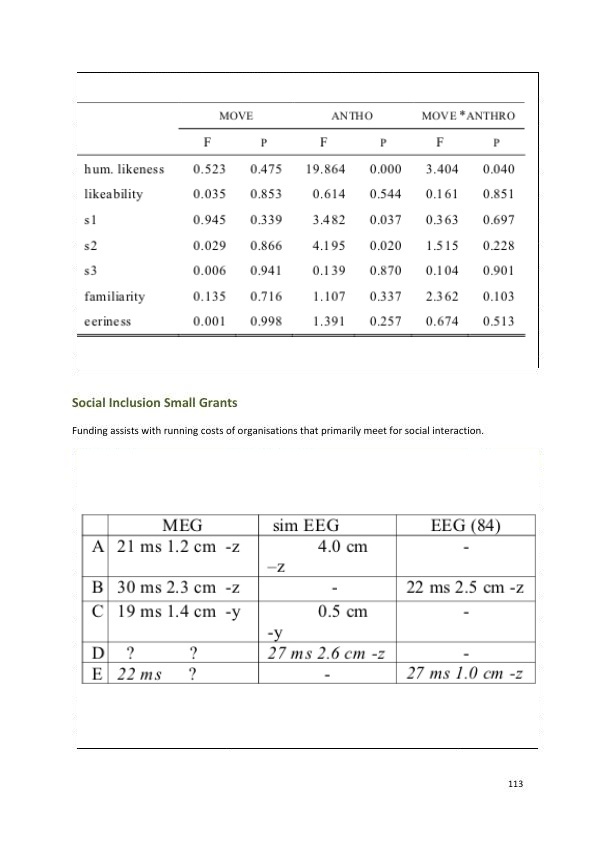 MOVE ANTHO MOVE*ANTHRO
F P F P F P
hum. likeness 0.523 0.475 19.864 0.000 3.404 0.040
likeability 0.035 0.853 0.614 0.544 0.161 0.851
s1 0.945 0.339 3.482 0.037 0.363 0.697
s2 0.029 0.866 4.195 0.020 1.515 0.228
s3 0.006 0.941 0.139 0.870 0.104 0.901
familiarity 0.135 0.716 1.107 0.337 2.362 0.103
eeriness 0.001 0.998 1.391 0.257 0.674 0.513
Social Inclusion Small Grants
Funding assists with running costs of organisations that primarily meet for social interaction.
MEG sim EEG EEG (84)
A 21 ms 1.2 cm -z 4.0 cm -
–z
B 30 ms 2.3 cm -z - 22 ms 2.5 cm -z
C 19 ms 1.4 cm -y 0.5 cm -
-y
D ? ? 27 ms 2.6 cm -z -
E 22 ms ? - 27 ms 1.0 cm -z
113